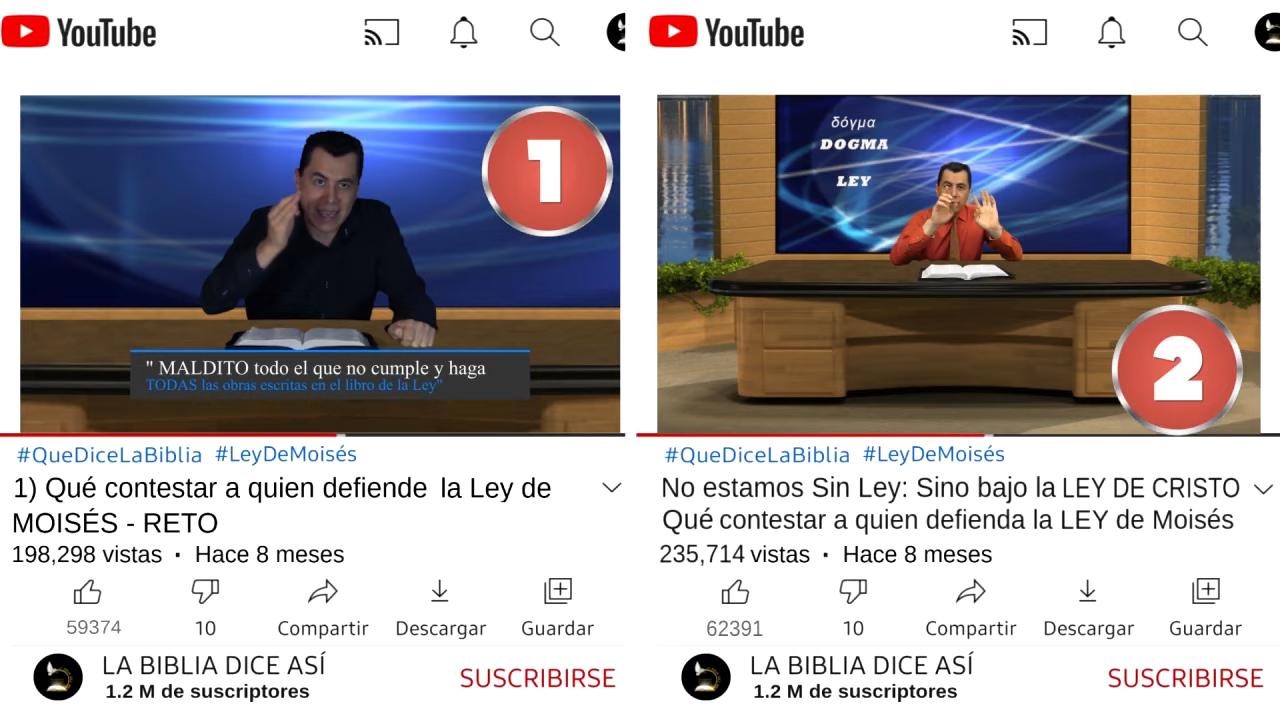 YouTube
1
" MALDITO todo el que no cumple y haga
TODAS las obras escritas en el libro de la Ley"
#QueDiceLaBiblia #LeyDeMoisés
1) Qué contestar a quien defiende la Ley de
MOISÉS - RETO
198,298 vistas · Hace 8 meses
59374 10 Compartir Descargar Guardar
LA BIBLIA DICE ASÍ
1.2 M de suscriptores
SUSCRIBIRSE
YouTube
δόγμα
DOGMA
LEY
2
#QueDiceLaBiblia #LeyDeMoisés
No estamos Sin Ley: Sino bajo la LEY DE CRISTO
Qué contestar a quien defienda la LEY de Moisés
235,714 vistas · Hace 8 meses
62391 10 Compartir Descargar Guardar
LA BIBLIA DICE ASÍ
1.2 M de suscriptores
SUSCRIBIRSE